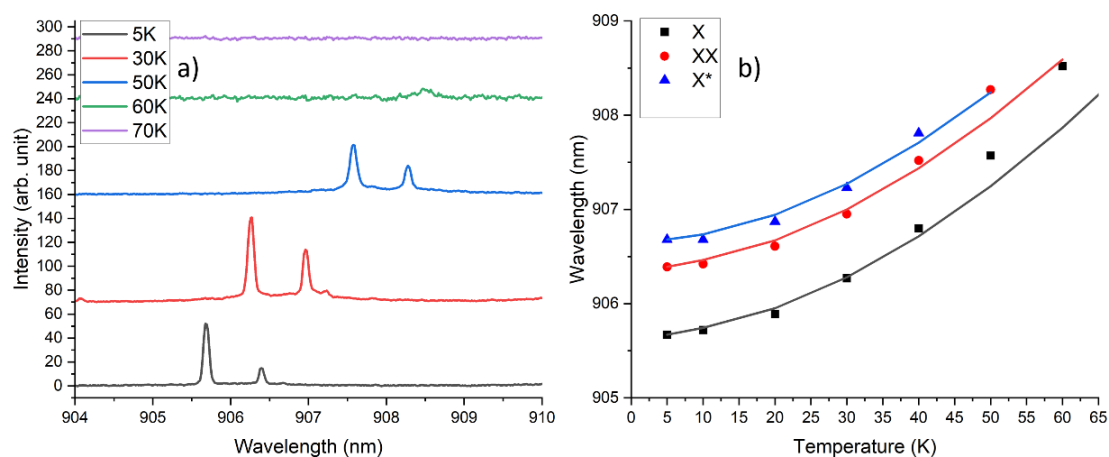 300
280
260
240
220
200
180
160
140
120
100
80
60
40
20
0
Intensity (arb. unit)
5K
30K
50K
60K
70K
a)
904 905 906 907 908 909 910
Wavelength (nm)
909
908
907
906
905
Wavelength (nm)
X
XX
X*
b)
0 5 10 15 20 25 30 35 40 45 50 55 60 65
Temperature (K)